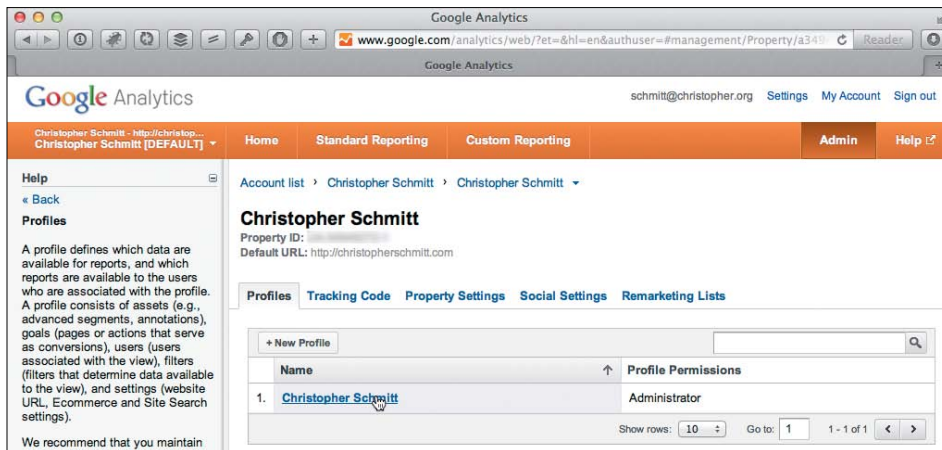 Google Analytics
www.google.com/analytics/web/?et=&hl=en&authuser=#management/Property/a349
Reader
Google Analytics
Google Analytics
schmitt@christopher.org Settings My Account Sign out
Christopher Schmitt - http://christop...
Christopher Schmitt [DEFAULT]
Home Standard Reporting Custom Reporting Admin Help
Help
« Back
Profiles
A profile defines which data are
available for reports, and which
reports are available to the users
who are associated with the profile.
A profile consists of assets (e.g.,
advanced segments, annotations),
goals (pages or actions that serve
as conversions), users (users
associated with the view), filters
(filters that determine data available
to the view), and settings (website
URL, Ecommerce and Site Search
settings).
We recommend that you maintain
Account list › Christopher Schmitt › Christopher Schmitt
Christopher Schmitt
Property ID:
Default URL: http://christopherschmitt.com
Profiles Tracking Code Property Settings Social Settings Remarketing Lists
+ New Profile
Name Profile Permissions
1. Christopher Schmitt Administrator
Show rows: 10 Go to: 1 1 - 1 of 1